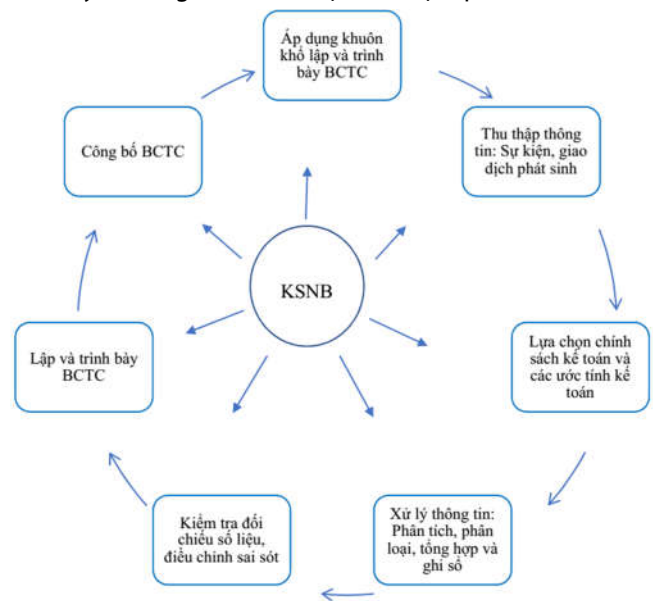 Áp dụng khuôn
khổ lập và trình
bày BCTC
Thu thập thông
tin: Sự kiện, giao
dịch phát sinh
Lựa chọn chính
sách kế toán và
các ước tính kế
toán
Xử lý thông tin:
Phân tích, phân
loại, tổng hợp và
ghi sổ
Kiểm tra đối
chiếu số liệu,
điều chỉnh sai sót
Lập và trình bày
BCTC
Công bố BCTC
KSNB